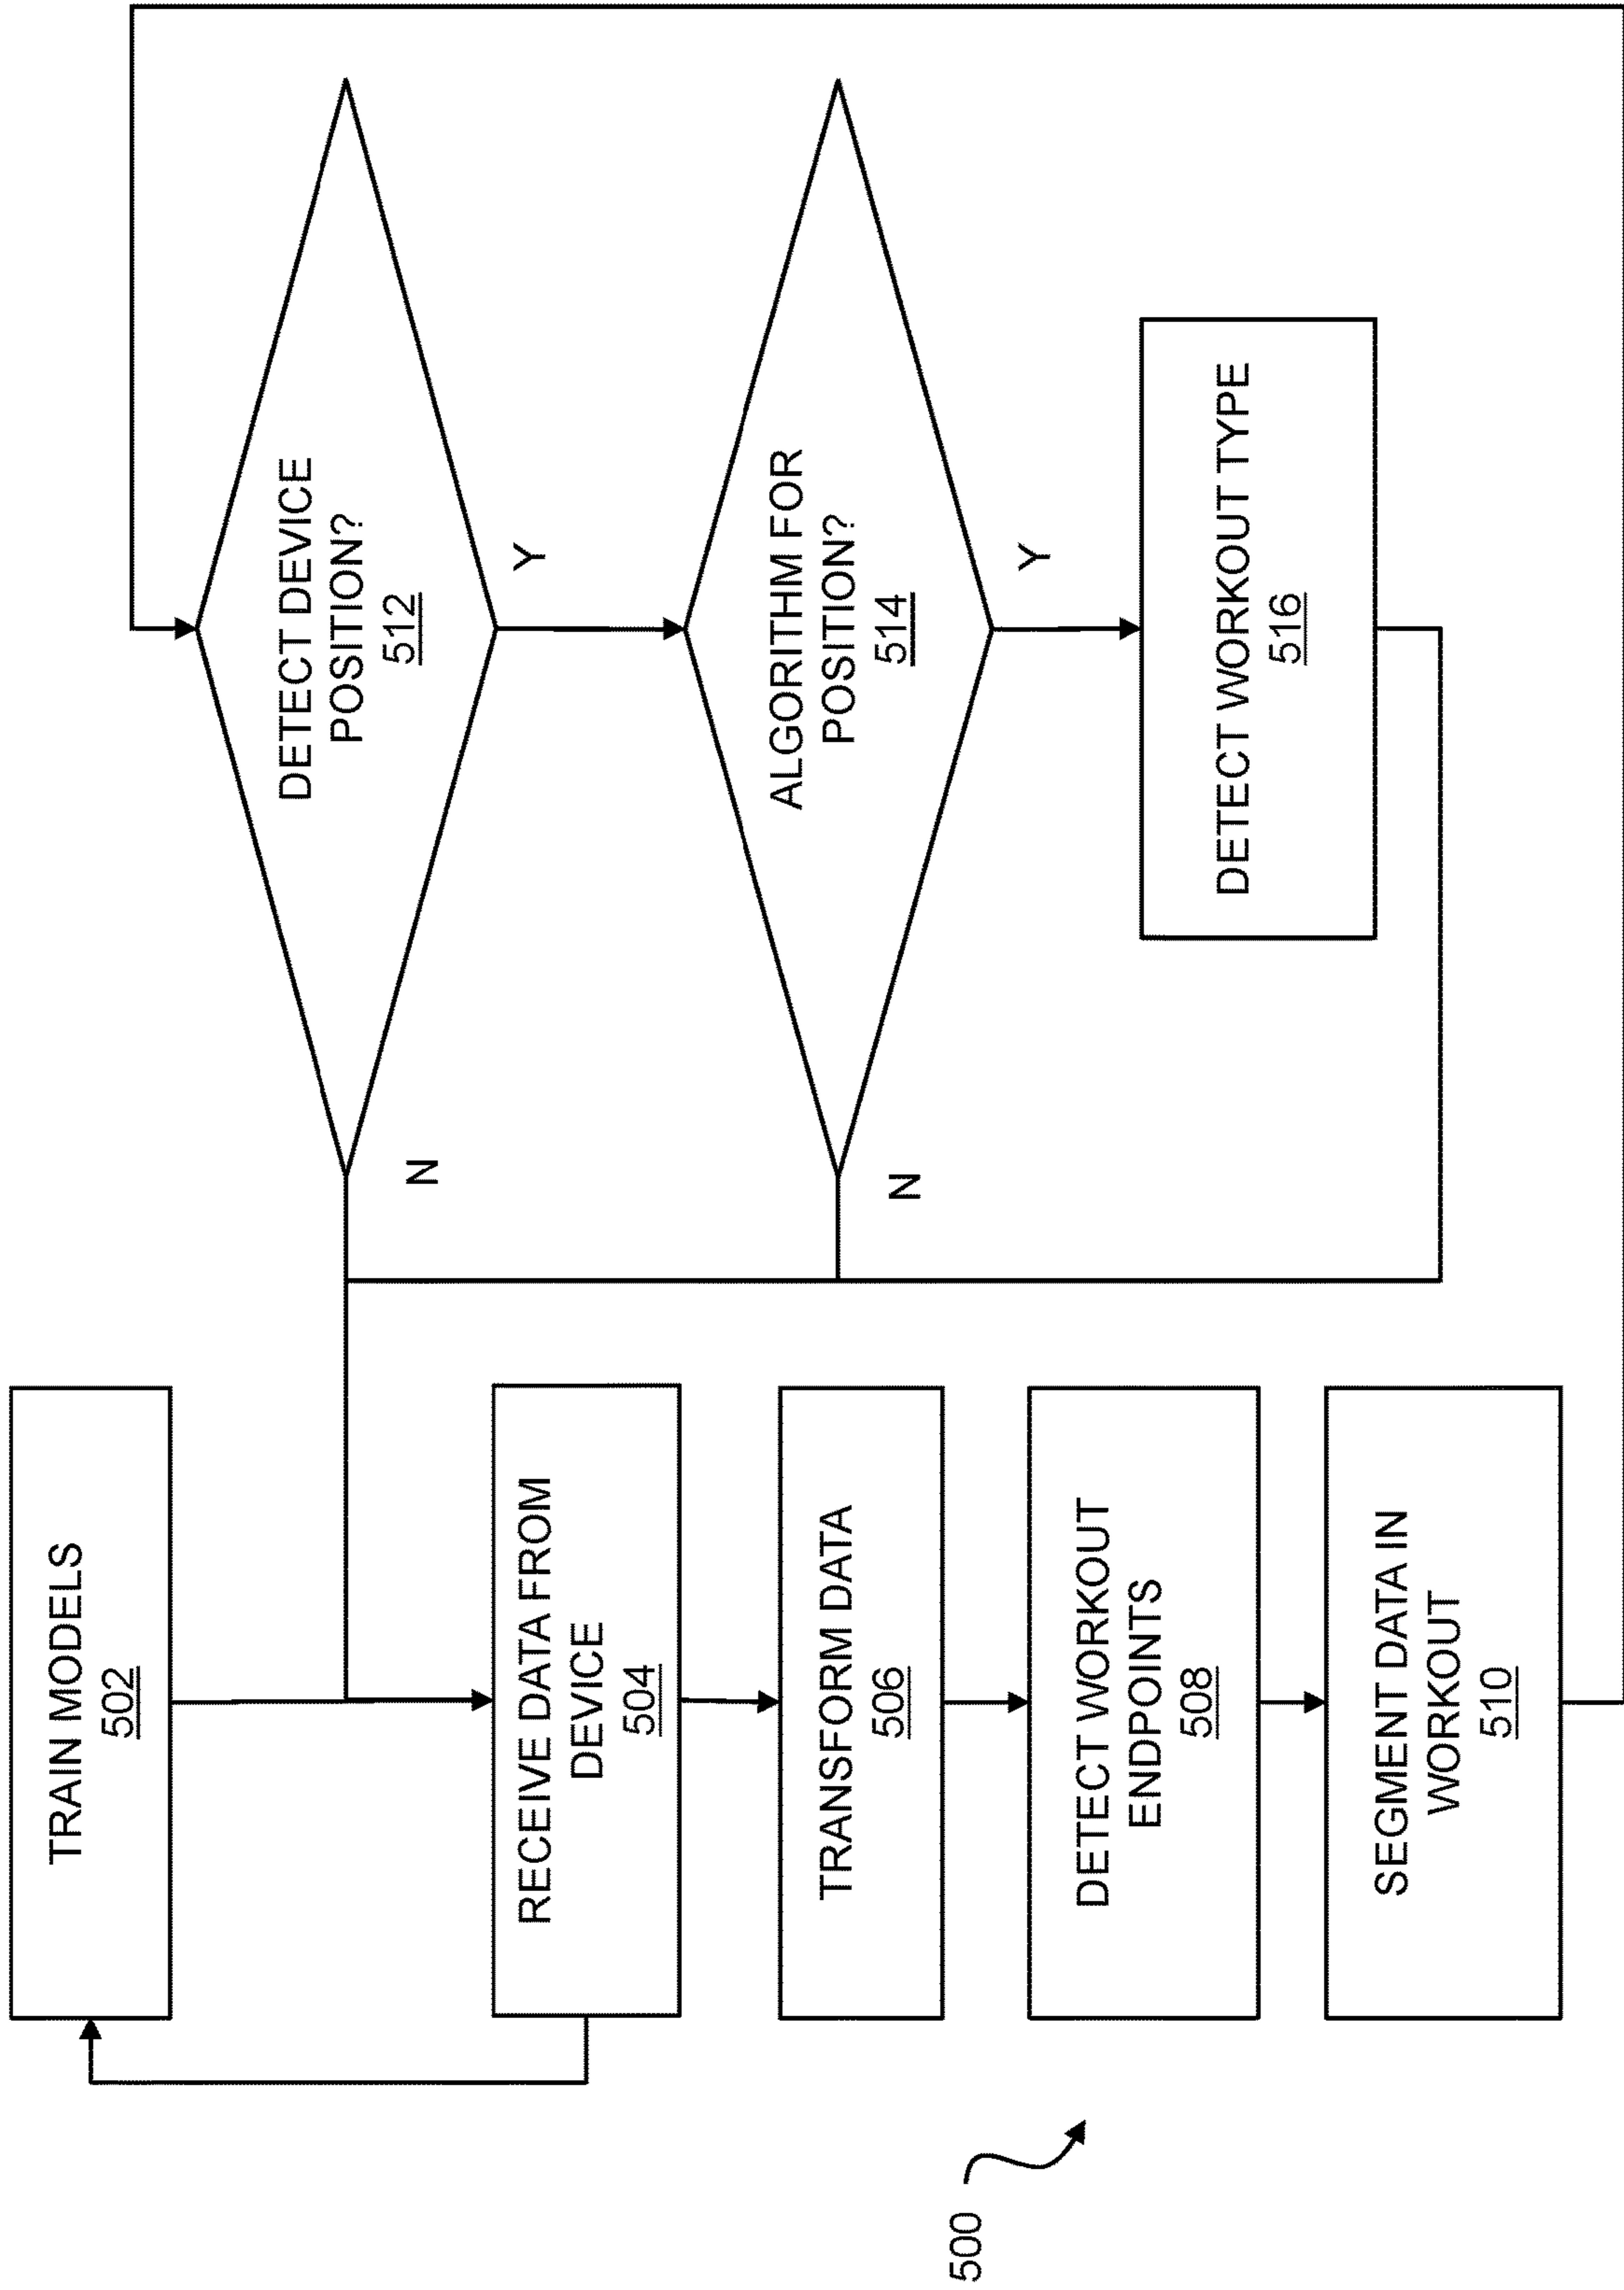 500
TRAIN MODELS
502
RECEIVE DATA FROM
DEVICE
504
TRANSFORM DATA
506
DETECT WORKOUT
ENDPOINTS
508
SEGMENT DATA IN
WORKOUT
510
DETECT DEVICE
POSITION?
512
N
Y
ALGORITHM FOR
POSITION?
514
N
Y
DETECT WORKOUT TYPE
516